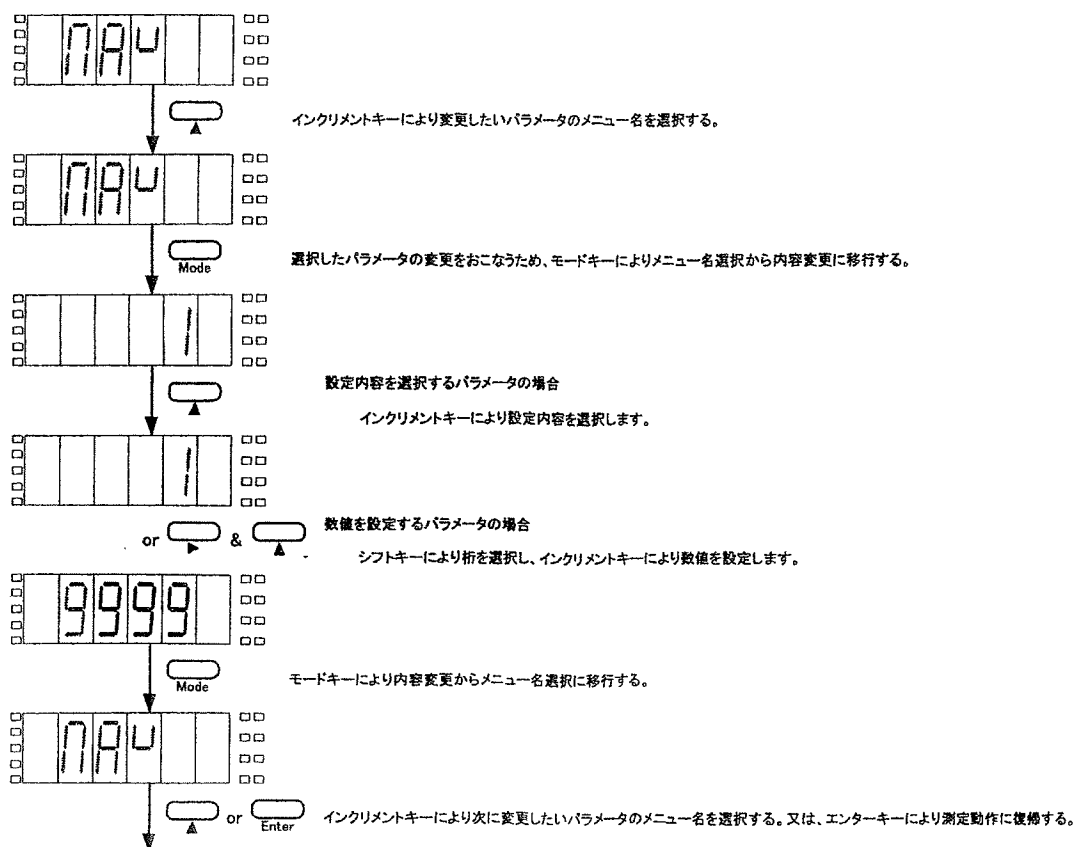 インクリメントキーにより変更したいパラメータのメニュー名を選択する。
Mode
選択したパラメータの変更をおこなうため、モードキーによりメニュー名選択から内容変更に移行する。
1
設定内容を選択するパラメータの場合
インクリメントキーにより設定内容を選択します。
1
or & 数値を設定するパラメータの場合
シフトキーにより桁を選択し、インクリメントキーにより数値を設定します。
9999
Mode
モードキーにより内容変更からメニュー名選択に移行する。
or Enter インクリメントキーにより次に変更したいパラメータのメニュー名を選択する。又は、エンターキーにより測定動作に復帰する。